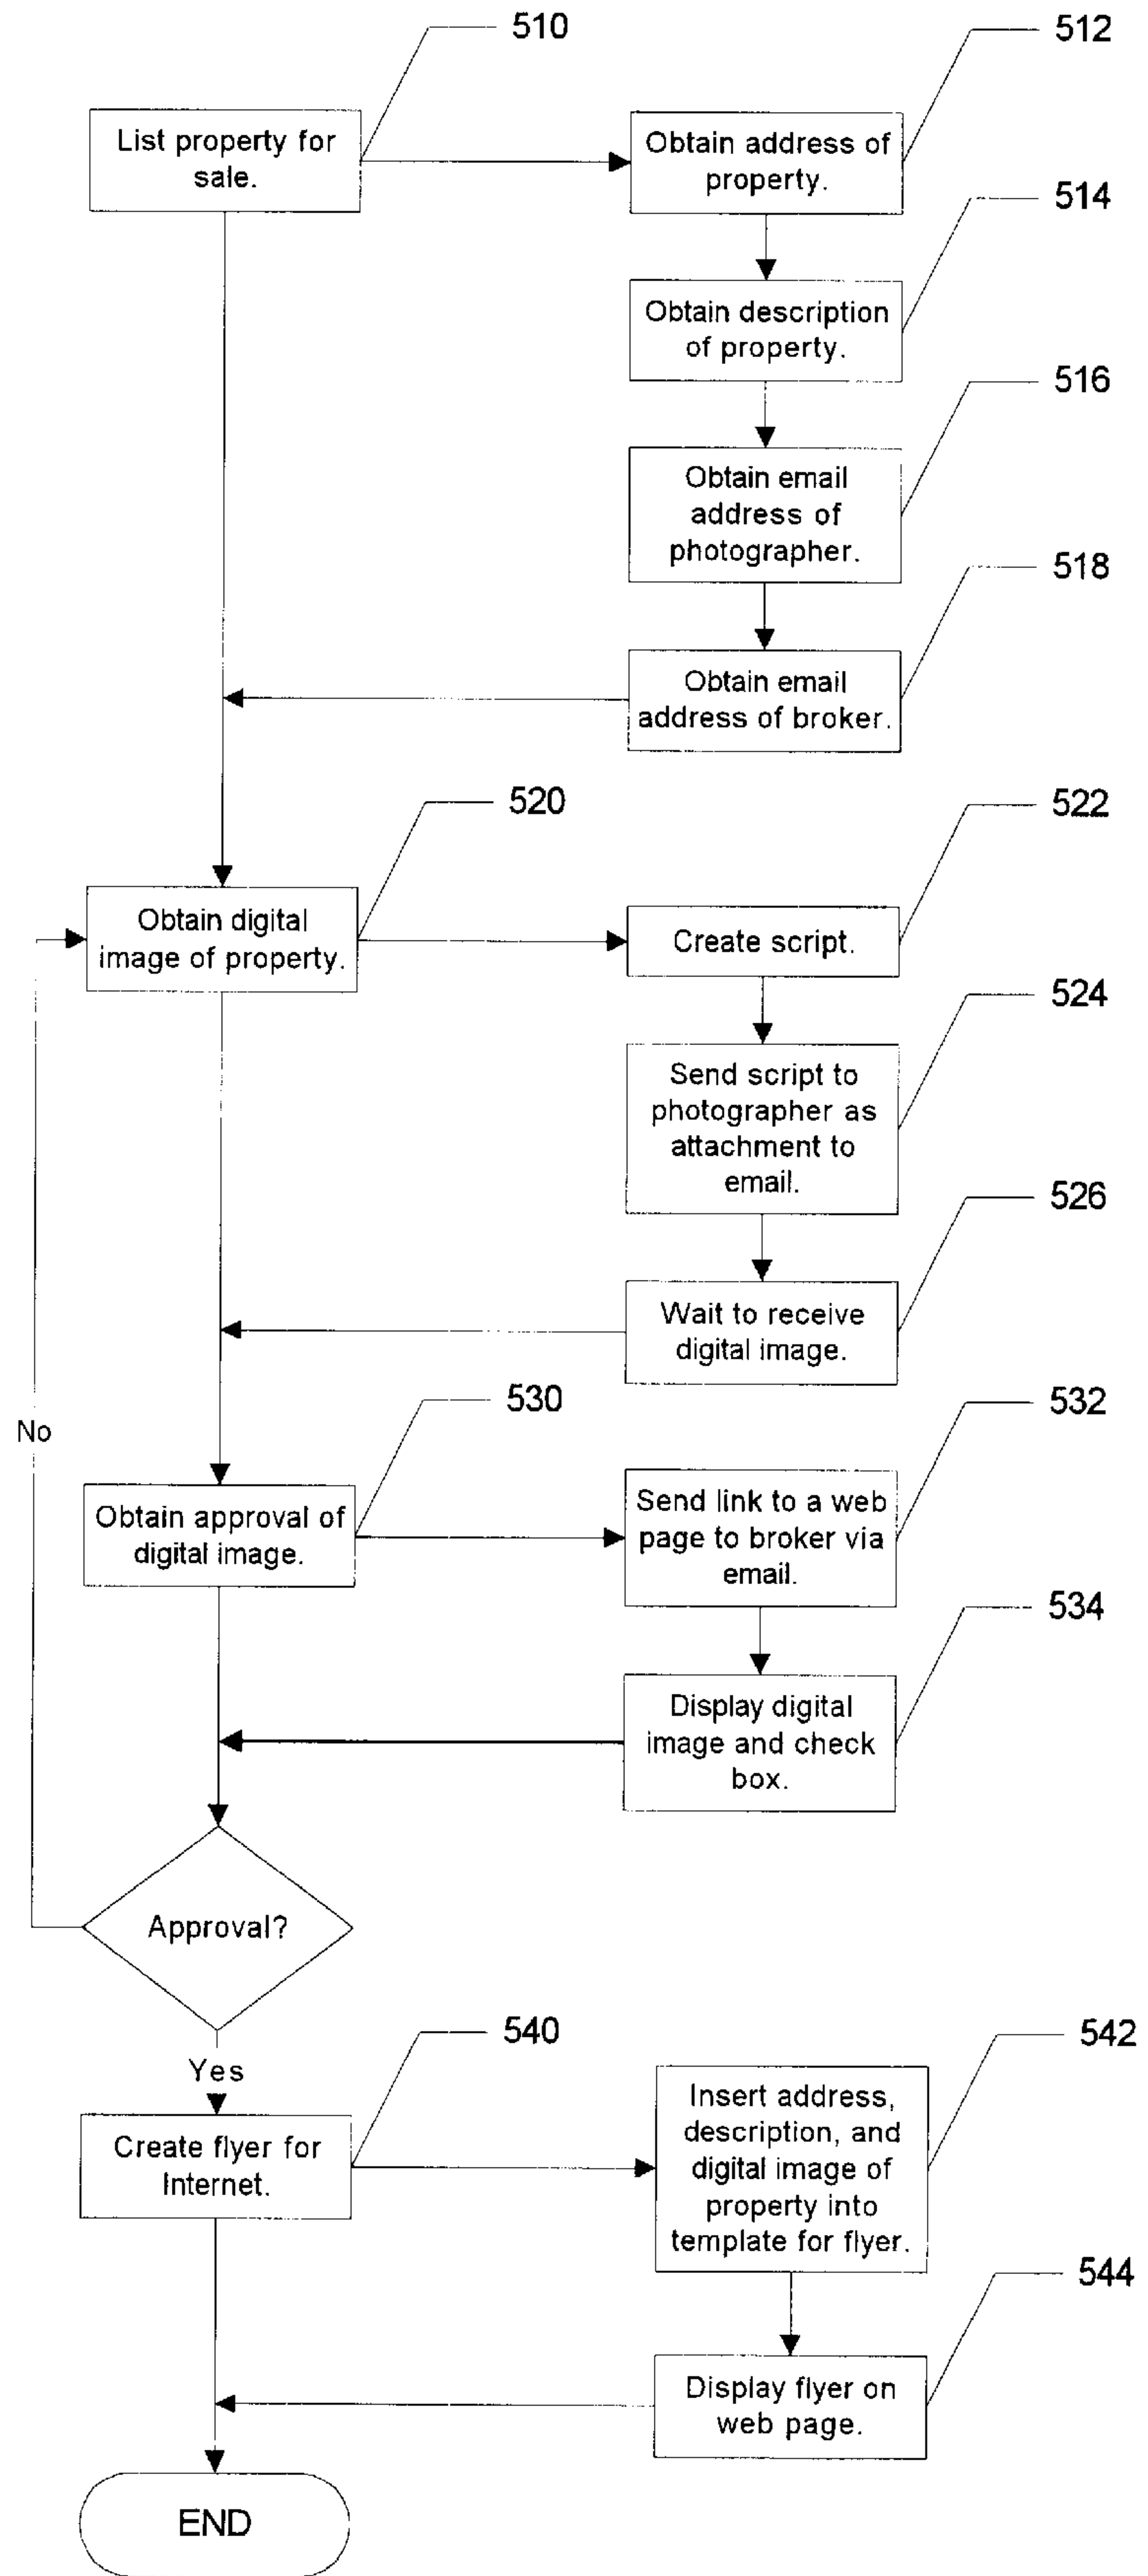 510
512
List property for
sale.
Obtain address of
property.
514
Obtain description
of property.
516
Obtain email
address of
photographer.
518
Obtain email
address of broker.
520
522
Obtain digital
image of property.
Create script.
524
Send script to
photographer as
attachment to
email.
526
Wait to receive
digital image.
530
532
No
Obtain approval of
digital image.
Send link to a web
page to broker via
email.
534
Display digital
image and check
box.
Approval?
540
542
Yes
Create flyer for
Internet.
Insert address,
description, and
digital image of
property into
template for flyer.
544
Display flyer on
web page.
END